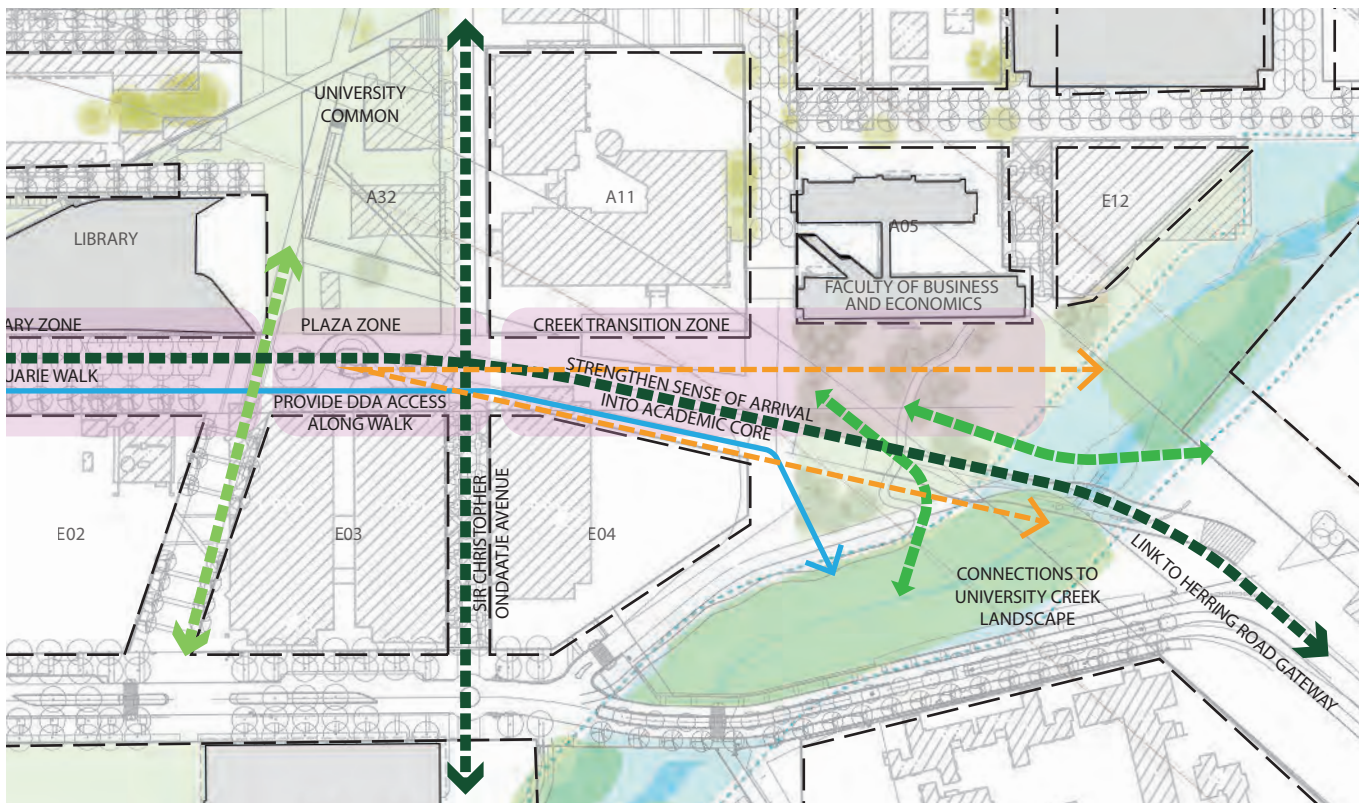 UNIVERSITY
COMMON
A32
A11
E12
LIBRARY
A05
FACULTY OF BUSINESS
AND ECONOMICS
ARY ZONE
PLAZA ZONE
CREEK TRANSITION ZONE
UARIE WALK
STRENGTHEN SENSE OF ARRIVAL
INTO ACADEMIC CORE
PROVIDE DDA ACCESS
ALONG WALK
SIR CHRISTOPHER
ONDAATJE AVENUE
E02
E03
E04
CONNECTIONS TO
UNIVERSITY CREEK
LANDSCAPE
LINK TO HERRING ROAD GATEWAY